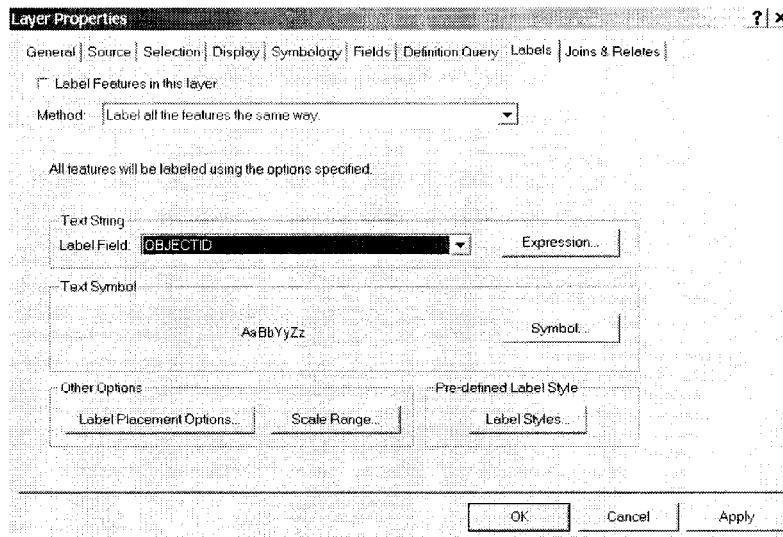 Layer Properties ? x
General Source Selection Display Symbology Fields Definition Query Labels Joins & Relates
Label Features in this layer
Method: Label all the features the same way.
All features will be labeled using the options specified.
Text String
Label Field: OBJECTID Expression...
Text Symbol
AaBbYyZz Symbol...
Other Options Pre-defined Label Style
Label Placement Options... Scale Range... Label Styles...
OK Cancel Apply